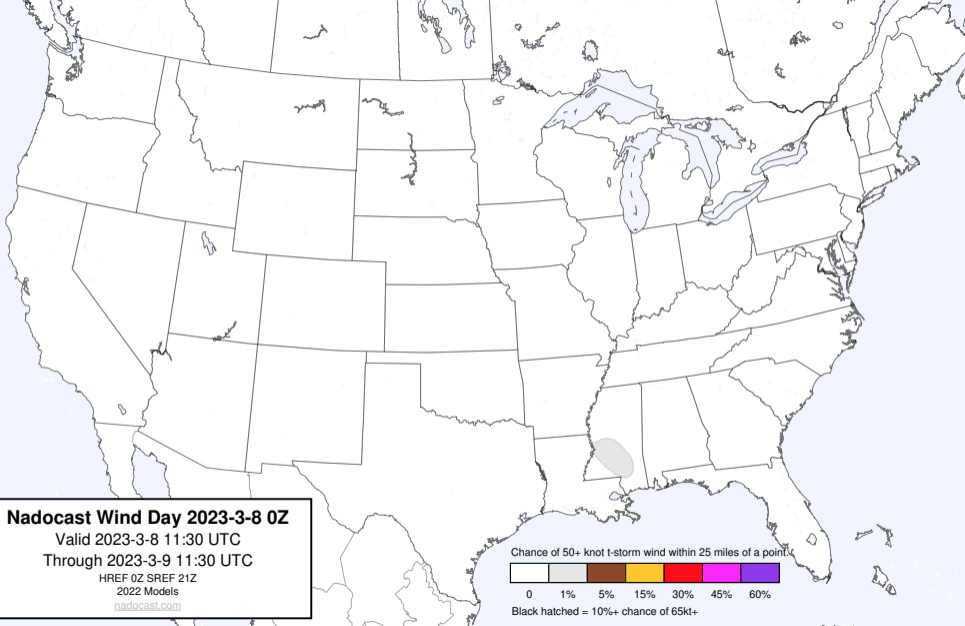 Nadocast Wind Day 2023-3-8 0Z
Valid 2023-3-8 11:30 UTC
Through 2023-3-9 11:30 UTC
HREF 0Z SREF 21Z
2022 Models
nadocast.com
Chance of 50+ knot t-storm wind within 25 miles of a point.
0 1% 5% 15% 30% 45% 60%
Black hatched = 10%+ chance of 65kt+